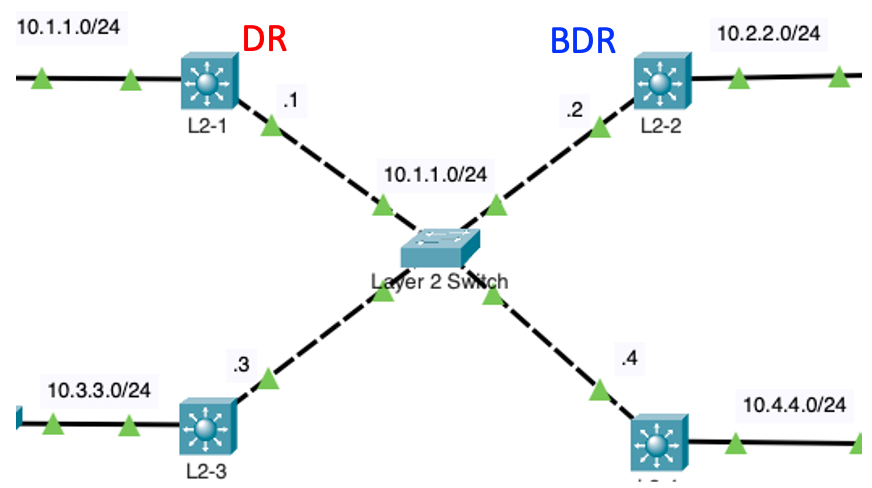 10.1.1.0/24
DR
BDR
10.2.2.0/24
L2-1
.1
.2
L2-2
10.1.1.0/24
Layer 2 Switch
.3
.4
10.3.3.0/24
10.4.4.0/24
L2-3